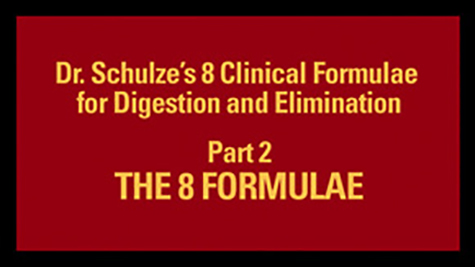 Dr. Schulze's 8 Clinical Formulae
for Digestion and Elimination
Part 2
THE 8 FORMULAE